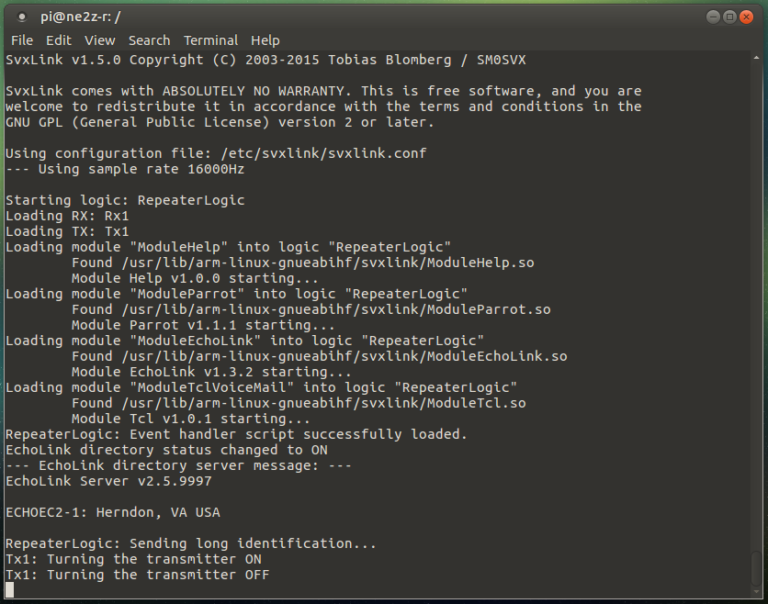 pi@ne2z-r: /
File Edit View Search Terminal Help
SvxLink v1.5.0 Copyright (C) 2003-2015 Tobias Blomberg / SM0SVX
SvxLink comes with ABSOLUTELY NO WARRANTY. This is free software, and you are
welcome to redistribute it in accordance with the terms and conditions in the
GNU GPL (General Public License) version 2 or later.
Using configuration file: /etc/svxlink/svxlink.conf
--- Using sample rate 16000Hz
Starting logic: RepeaterLogic
Loading RX: Rx1
Loading TX: Tx1
Loading module "ModuleHelp" into logic "RepeaterLogic"
Found /usr/lib/arm-linux-gnueabihf/svxlink/ModuleHelp.so
Module Help v1.0.0 starting...
Loading module "ModuleParrot" into logic "RepeaterLogic"
Found /usr/lib/arm-linux-gnueabihf/svxlink/ModuleParrot.so
Module Parrot v1.1.1 starting...
Loading module "ModuleEchoLink" into logic "RepeaterLogic"
Found /usr/lib/arm-linux-gnueabihf/svxlink/ModuleEchoLink.so
Module EchoLink v1.3.2 starting...
Loading module "ModuleTclVoiceMail" into logic "RepeaterLogic"
Found /usr/lib/arm-linux-gnueabihf/svxlink/ModuleTcl.so
Module Tcl v1.0.1 starting...
RepeaterLogic: Event handler script successfully loaded.
EchoLink directory status changed to ON
--- EchoLink directory server message: ---
EchoLink Server v2.5.9997
ECHOEC2-1: Herndon, VA USA
RepeaterLogic: Sending long identification...
Tx1: Turning the transmitter ON
Tx1: Turning the transmitter OFF